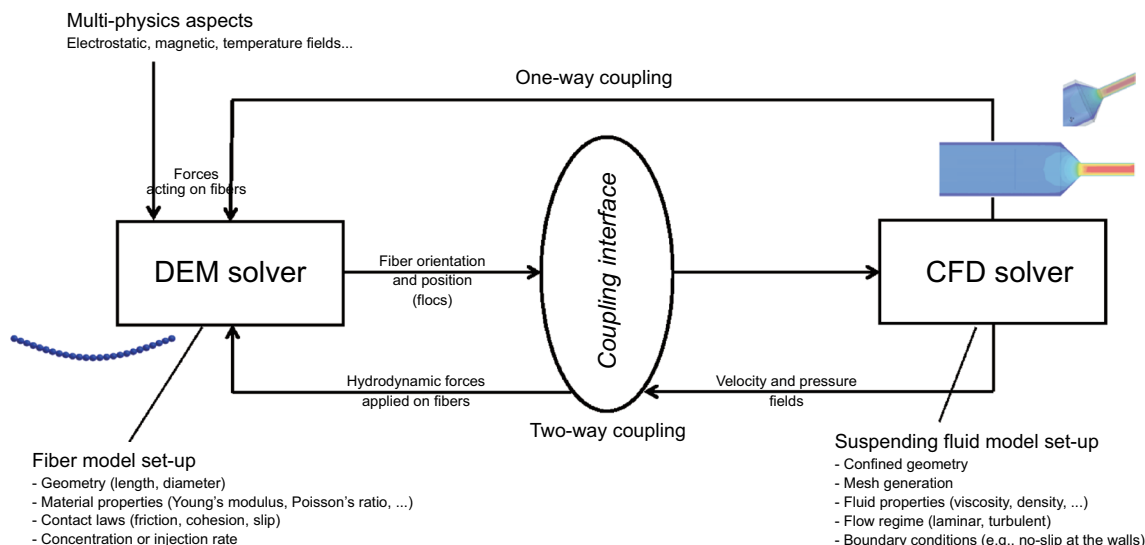 Multi-physics aspects
Electrostatic, magnetic, temperature fields...
One-way coupling
Forces
acting on fibers
DEM solver
Fiber orientation
and position
(flocs)
Coupling interface
CFD solver
Hydrodynamic forces
applied on fibers
Velocity and pressure
fields
Two-way coupling
Fiber model set-up
- Geometry (length, diameter)
- Material properties (Young's modulus, Poisson's ratio, ...)
- Contact laws (friction, cohesion, slip)
- Concentration or injection rate
Suspending fluid model set-up
- Confined geometry
- Mesh generation
- Fluid properties (viscosity, density, ...)
- Flow regime (laminar, turbulent)
- Boundary conditions (e.g., no-slip at the walls)